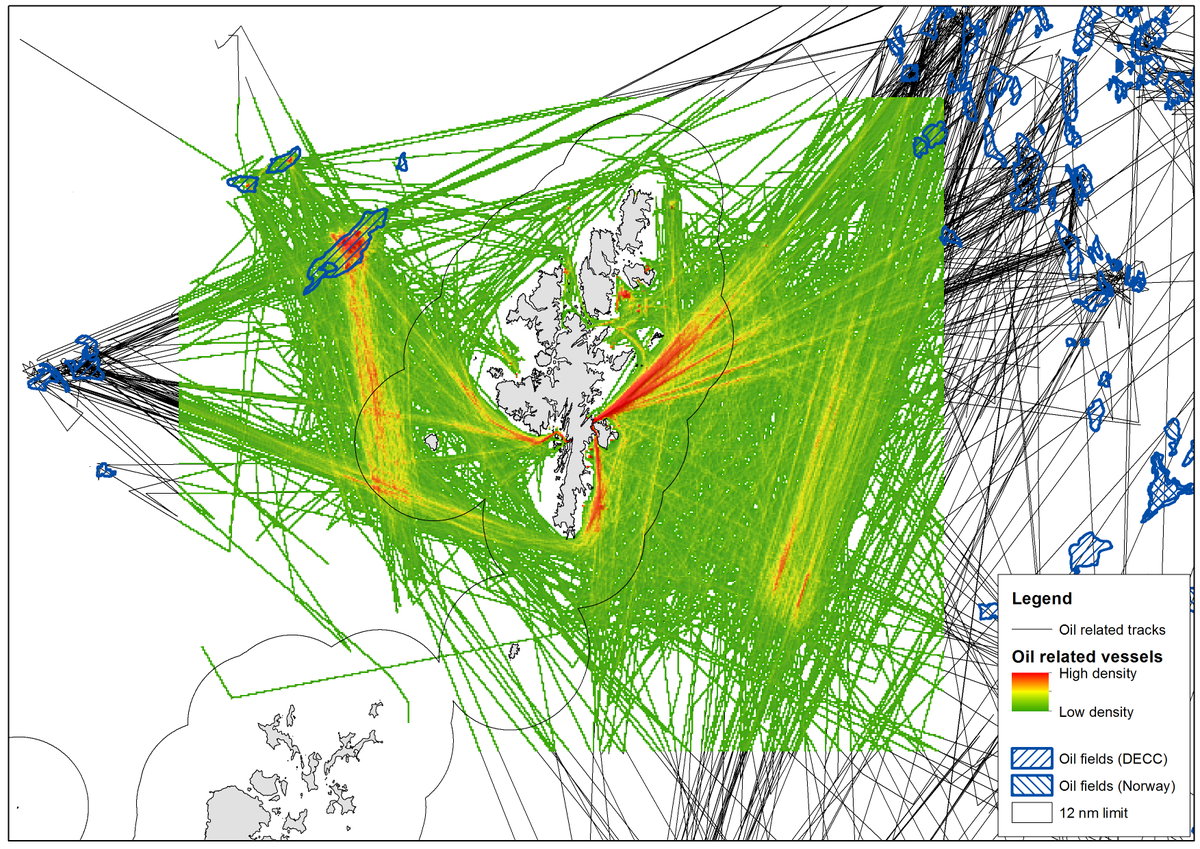 Legend
Oil related tracks
Oil related vessels
High density
Low density
Oil fields (DECC)
Oil fields (Norway)
12 nm limit